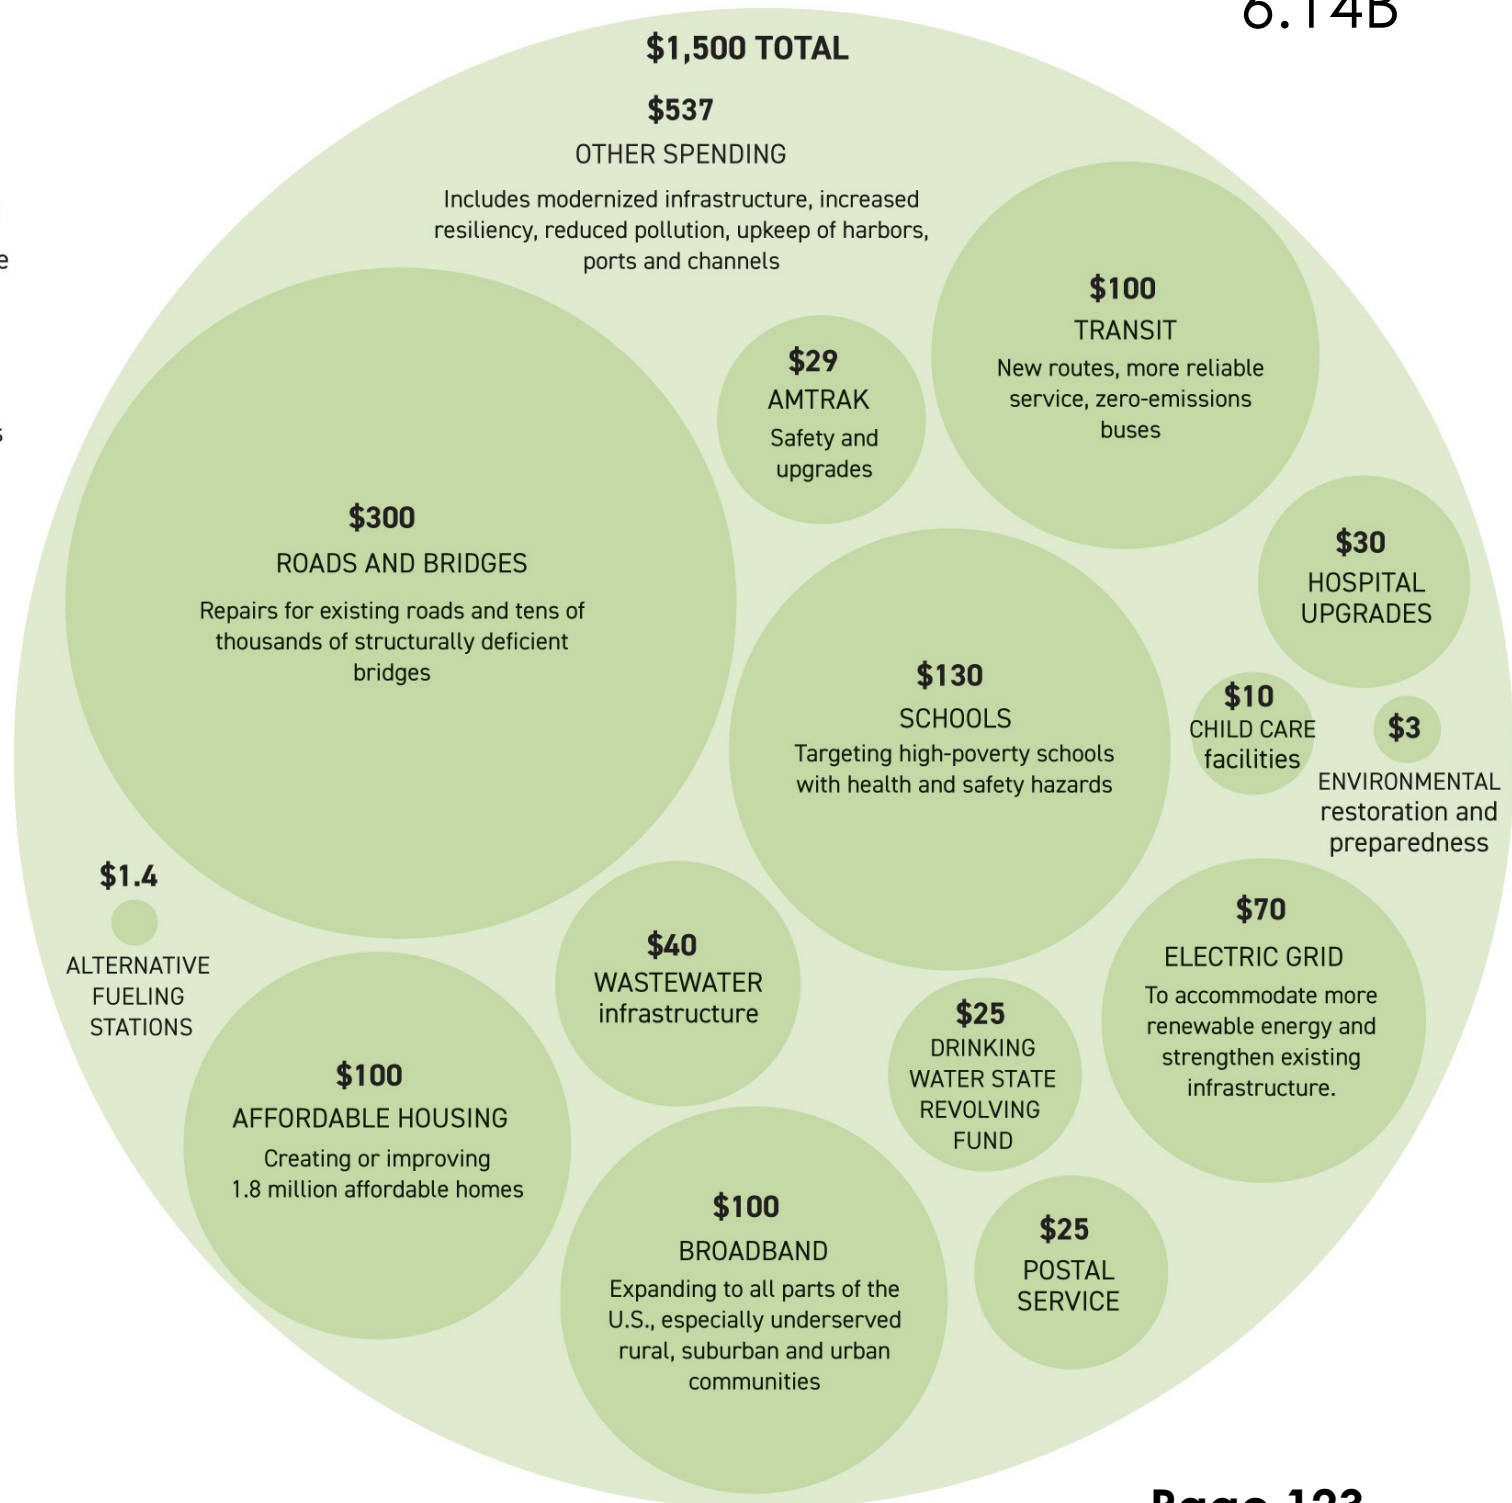 6.14B
$1,500 TOTAL
$537
OTHER SPENDING
Includes modernized infrastructure, increased
resiliency, reduced pollution, upkeep of harbors,
ports and channels
$100
TRANSIT
New routes, more reliable
service, zero-emissions
buses
$29
AMTRAK
Safety and
upgrades
$300
ROADS AND BRIDGES
Repairs for existing roads and tens of
thousands of structurally deficient
bridges
$30
HOSPITAL
UPGRADES
$130
SCHOOLS
Targeting high-poverty schools
with health and safety hazards
$10
CHILD CARE
facilities
$3
ENVIRONMENTAL
restoration and
preparedness
$1.4
ALTERNATIVE
FUELING
STATIONS
$40
WASTEWATER
infrastructure
$70
ELECTRIC GRID
To accommodate more
renewable energy and
strengthen existing
infrastructure.
$25
DRINKING
WATER STATE
REVOLVING
FUND
$100
AFFORDABLE HOUSING
Creating or improving
1.8 million affordable homes
$100
BROADBAND
Expanding to all parts of the
U.S., especially underserved
rural, suburban and urban
communities
$25
POSTAL
SERVICE
Page 123